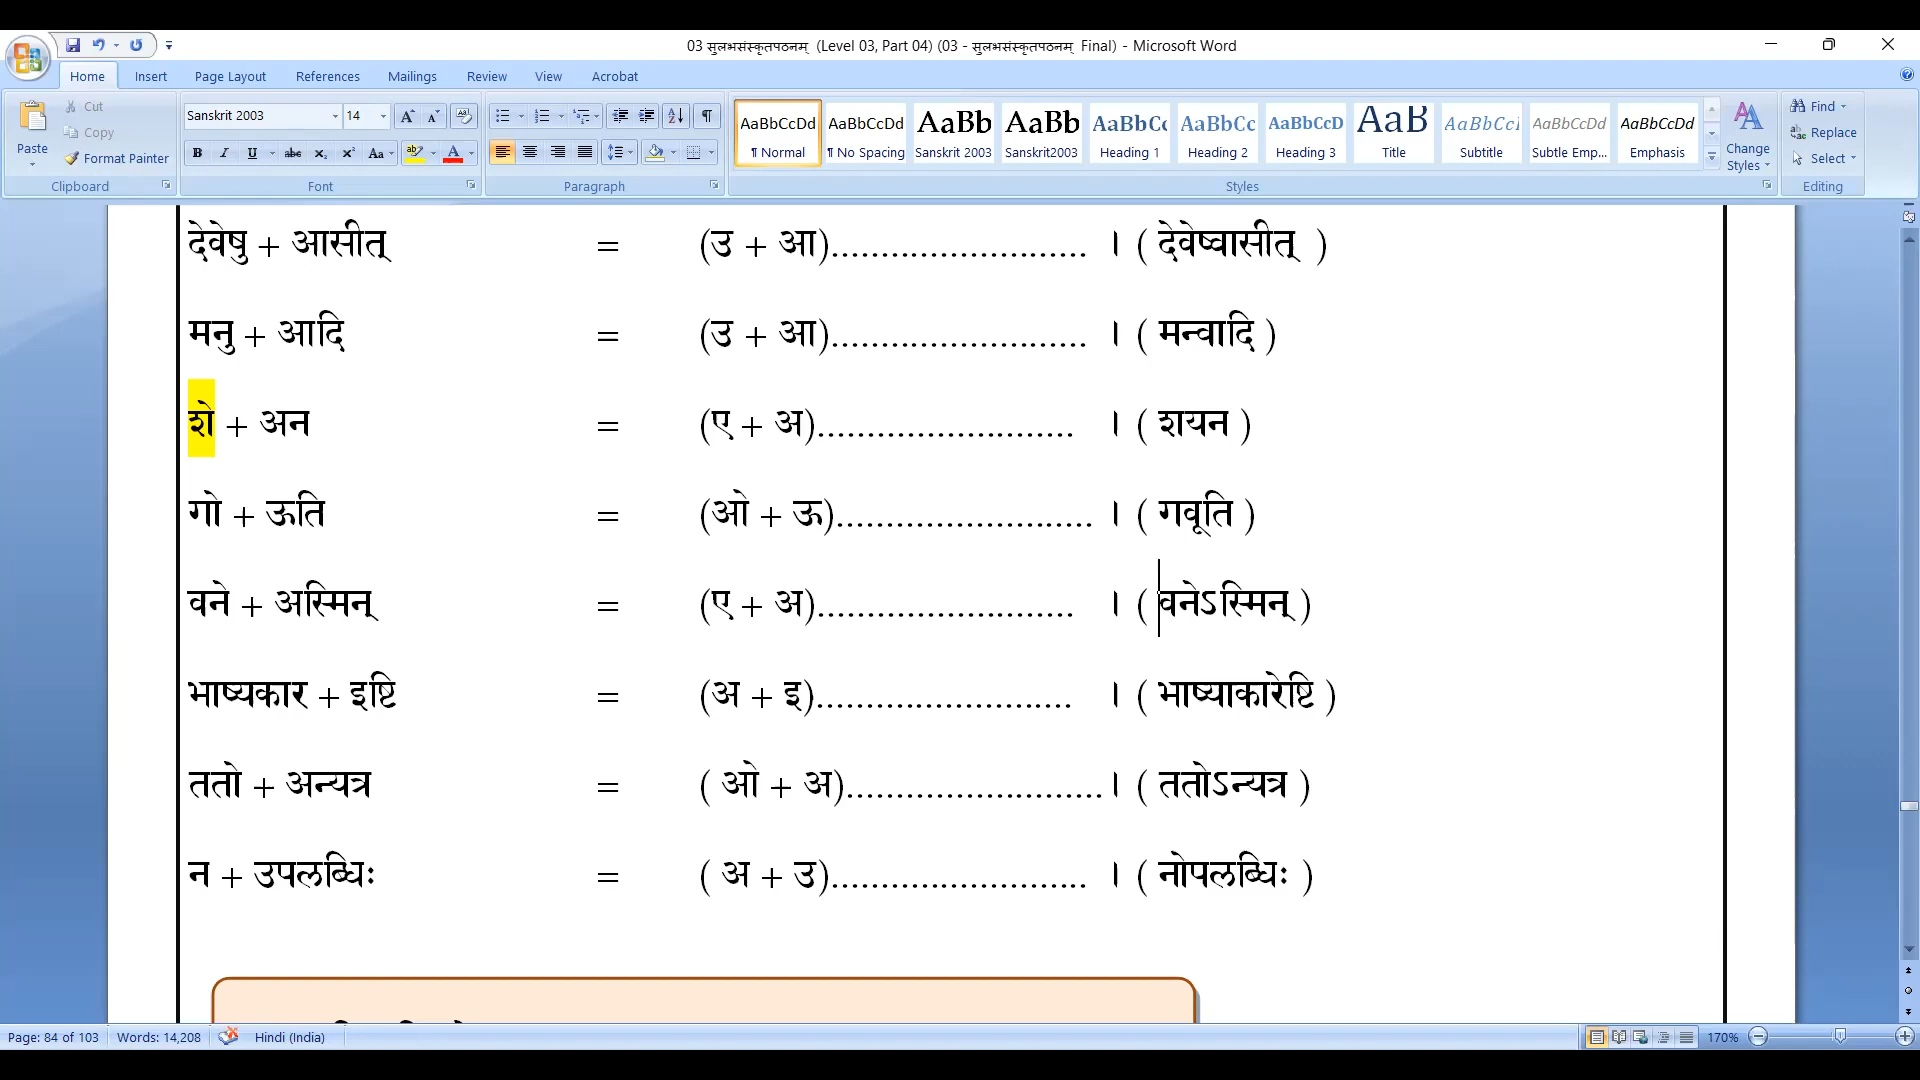 03 सुलभसंस्कृतपठनम् (Level 03, Part 04) (03 - सुलभसंस्कृतपठनम् Final) - Microsoft Word
Home Insert Page Layout References Mailings Review View Acrobat
Paste
Cut
Copy
Format Painter
Clipboard
Sanskrit 2003 14
Font
Paragraph
AaBbCcDd AaBbCcDd AaBb AaBb AaBbCc AaBbCc AaBbCcD AaB AaBbCcl AaBbCcDd AaBbCcDd
¶ Normal ¶ No Spacing Sanskrit 2003 Sanskrit2003 Heading 1 Heading 2 Heading 3 Title Subtitle Subtle Emp... Emphasis
Change Styles
Styles
Find
Replace
Select
Editing
देवेषु + आसीत् = (उ + आ).......................... । ( देवेष्वासीत् )
मनु + आदि = (उ + आ).......................... । ( मन्वादि )
शे + अन = (ए + अ).......................... । ( शयन )
गो + ऊति = (ओ + ऊ).......................... । ( गवूति )
वने + अस्मिन् = (ए + अ).......................... । ( वनेऽस्मिन् )
भाष्यकार + इष्टि = (अ + इ).......................... । ( भाष्याकारेष्टि )
ततो + अन्यत्र = ( ओ + अ)..........................। ( ततोऽन्यत्र )
न + उपलब्धिः = ( अ + उ).......................... । ( नोपलब्धिः )
Page: 84 of 103 Words: 14,208 Hindi (India) 170%